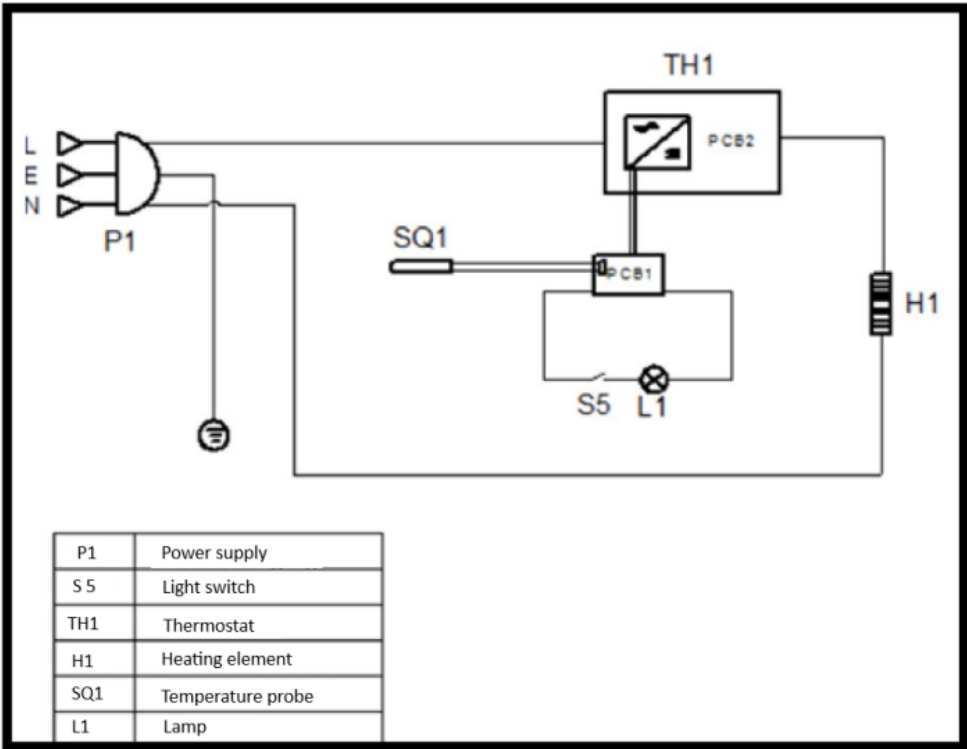 TH1
L
E
N
PCB2
P1
SQ1
PCB1
H1
S5 L1
P1 Power supply
S 5 Light switch
TH1 Thermostat
H1 Heating element
SQ1 Temperature probe
L1 Lamp